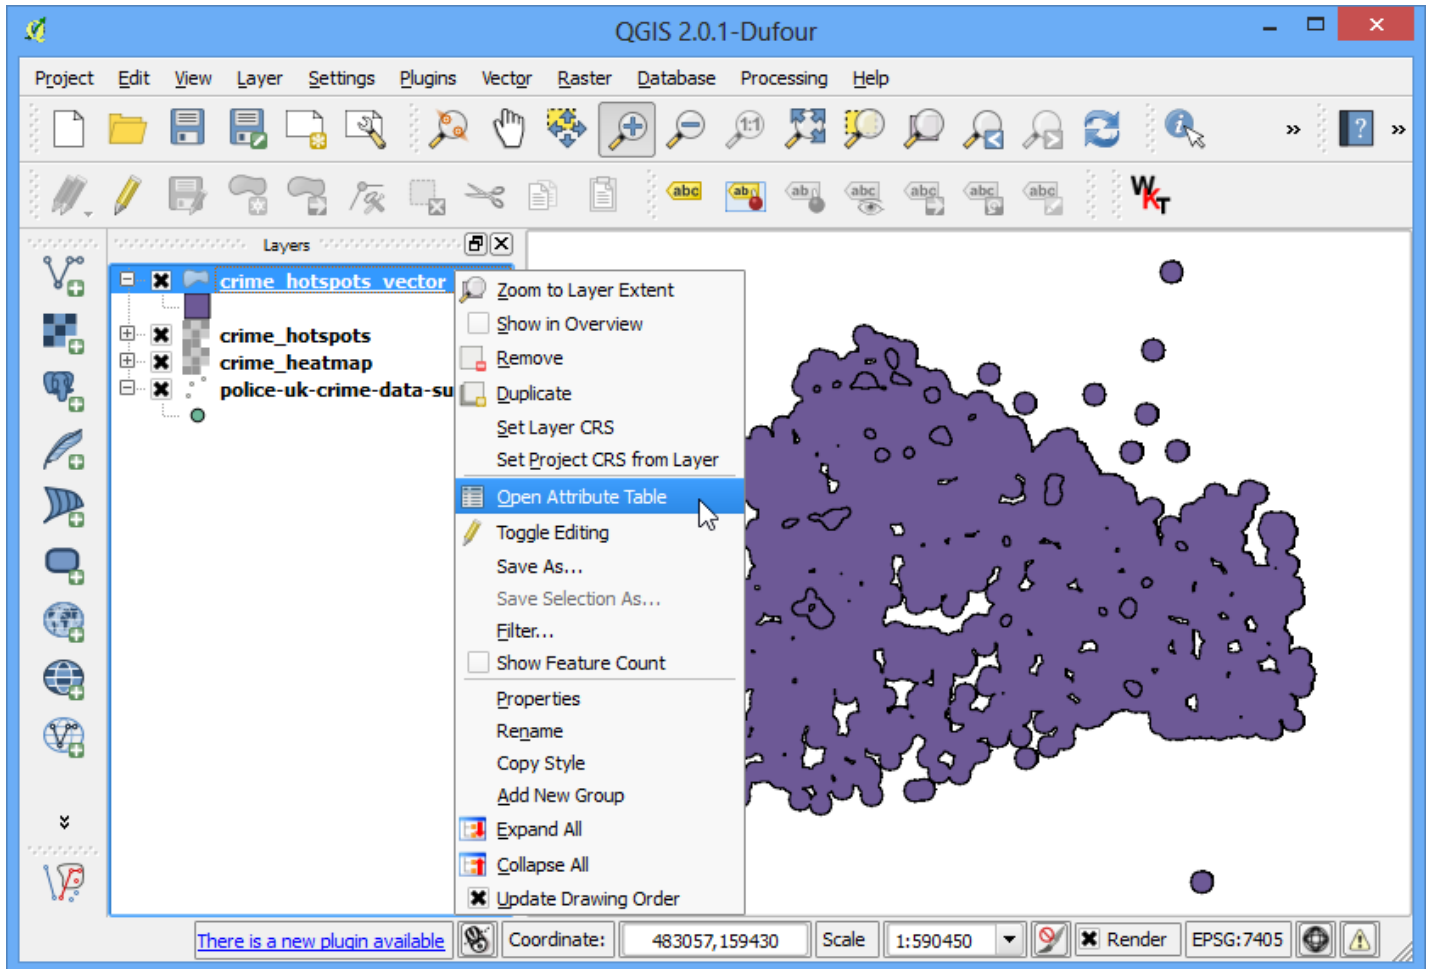 QGIS 2.0.1-Dufour
Project Edit View Layer Settings Plugins Vector Raster Database Processing Help
1:1
i
»
?
»
abc
ab
ab
abc
abc
abc
abc
WKT
Layers
crime_hotspots_vector
crime_hotspots
crime_heatmap
police-uk-crime-data-su
Zoom to Layer Extent
Show in Overview
Remove
Duplicate
Set Layer CRS
Set Project CRS from Layer
Open Attribute Table
Toggle Editing
Save As...
Save Selection As...
Filter...
Show Feature Count
Properties
Rename
Copy Style
Add New Group
Expand All
Collapse All
Update Drawing Order
There is a new plugin available Coordinate: 483057,159430 Scale 1:590450 Render EPSG:7405